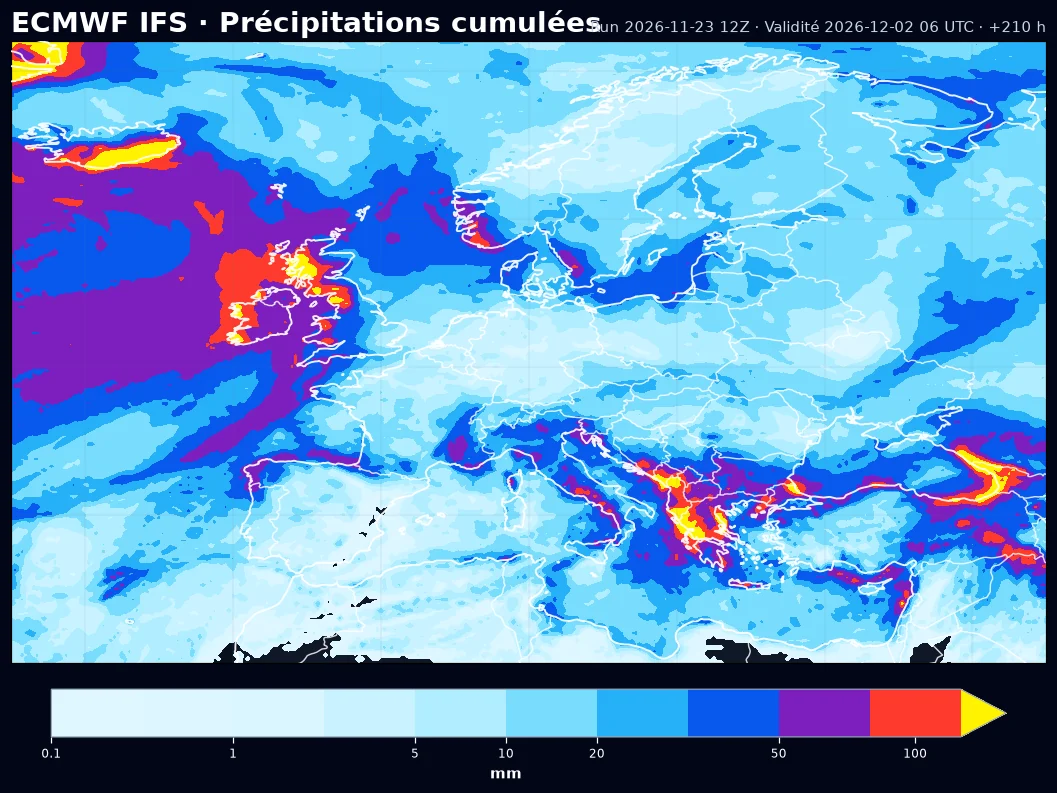 ECMWF IFS · Précipitations cumulées
Run 2026-11-23 12Z · Validité 2026-12-02 06 UTC · +210 h
0.1 1 5 10 20 50 100
mm